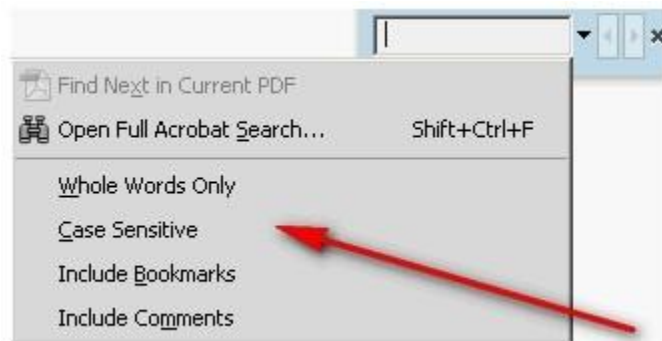 Find Next in Current PDF
Open Full Acrobat Search... Shift+Ctrl+F
Whole Words Only
Case Sensitive
Include Bookmarks
Include Comments